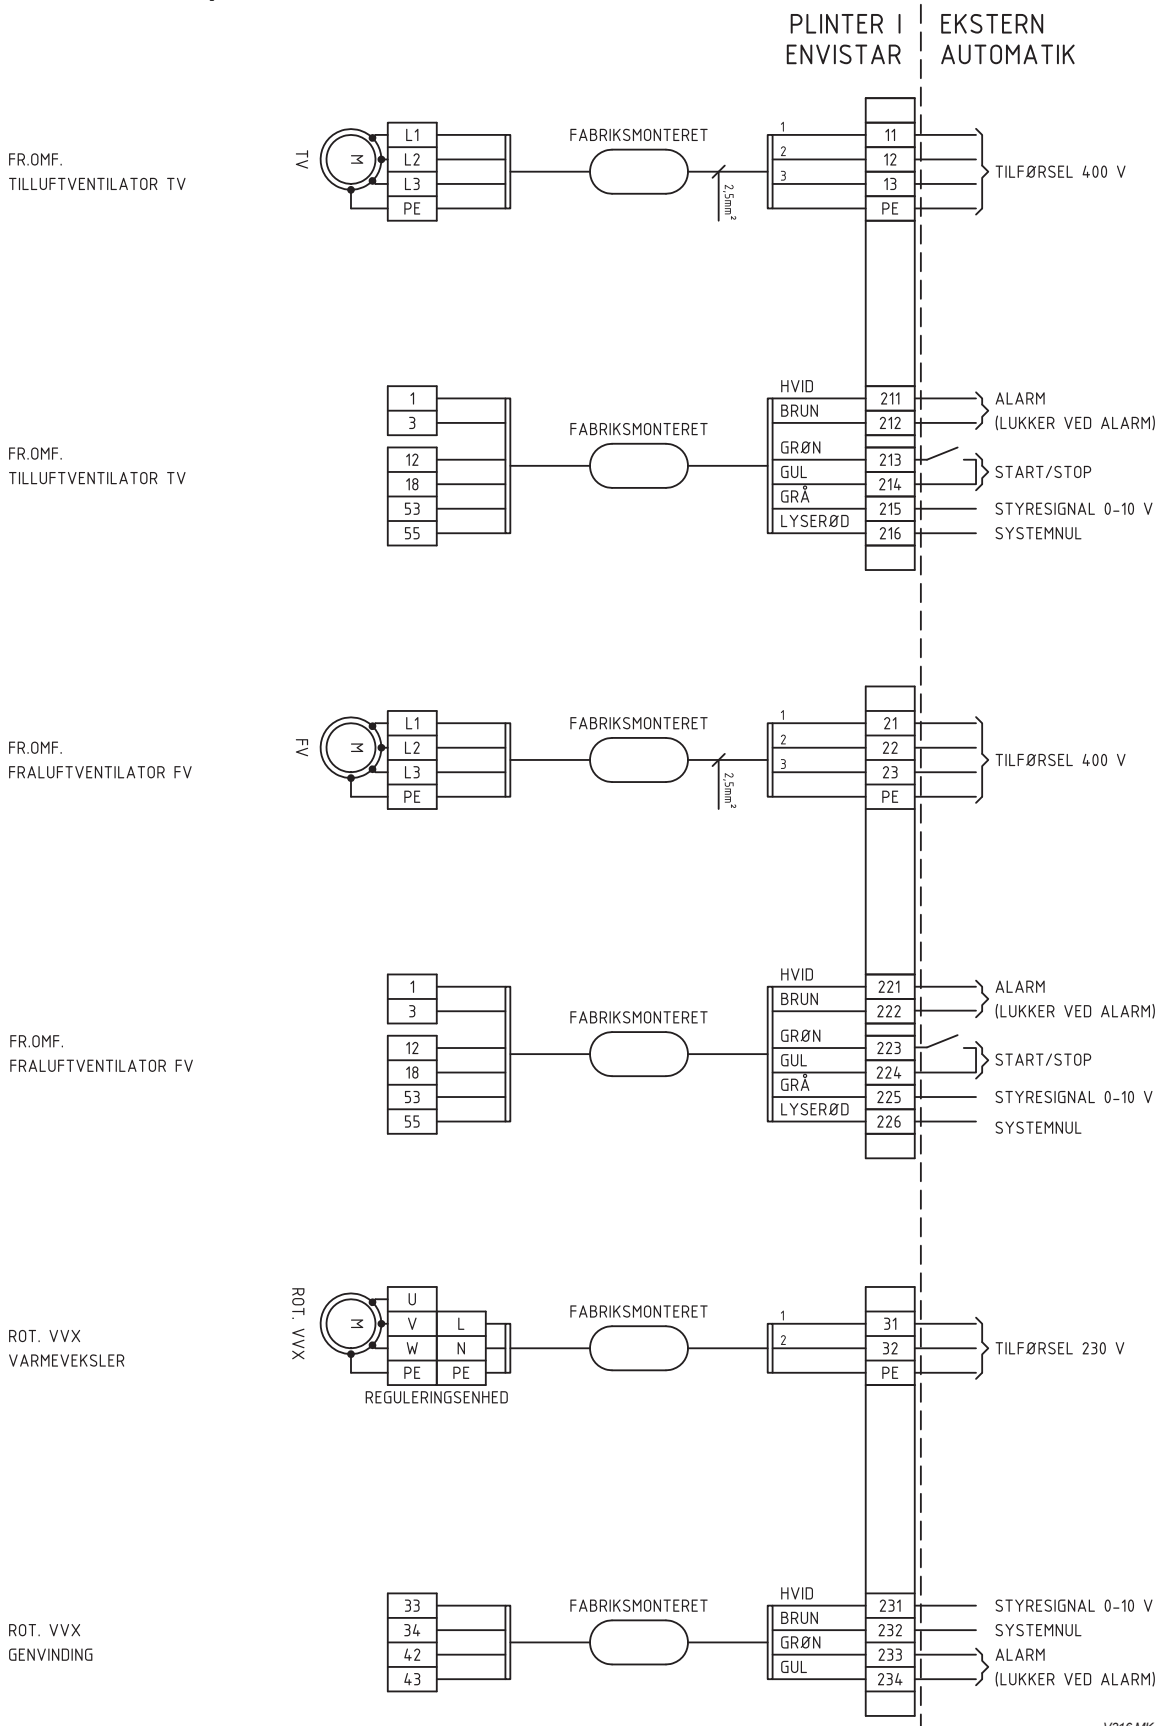 PLINTER I
ENVISTAR
EKSTERN
AUTOMATIK
FR.OMF.
TILLUFTVENTILATOR TV
TV
M
L1
L2
L3
PE
FABRIKSMONTERET
2,5mm²
1
2
3
11
12
13
PE
TILFØRSEL 400 V
FR.OMF.
TILLUFTVENTILATOR TV
1
3
12
18
53
55
FABRIKSMONTERET
HVID
BRUN
GRØN
GUL
GRÅ
LYSERØD
211
212
213
214
215
216
ALARM
(LUKKER VED ALARM)
START/STOP
STYRESIGNAL 0-10 V
SYSTEMNUL
FR.OMF.
FRALUFTVENTILATOR FV
FV
M
L1
L2
L3
PE
FABRIKSMONTERET
2,5mm²
1
2
3
21
22
23
PE
TILFØRSEL 400 V
FR.OMF.
FRALUFTVENTILATOR FV
1
3
12
18
53
55
FABRIKSMONTERET
HVID
BRUN
GRØN
GUL
GRÅ
LYSERØD
221
222
223
224
225
226
ALARM
(LUKKER VED ALARM)
START/STOP
STYRESIGNAL 0-10 V
SYSTEMNUL
ROT. VVX
VARMEVEKSLER
ROT. VVX
M
U
V L
W N
PE PE
REGULERINGSENHED
FABRIKSMONTERET
1
2
31
32
PE
TILFØRSEL 230 V
ROT. VVX
GENVINDING
33
34
42
43
FABRIKSMONTERET
HVID
BRUN
GRØN
GUL
231
232
233
234
STYRESIGNAL 0-10 V
SYSTEMNUL
ALARM
(LUKKER VED ALARM)